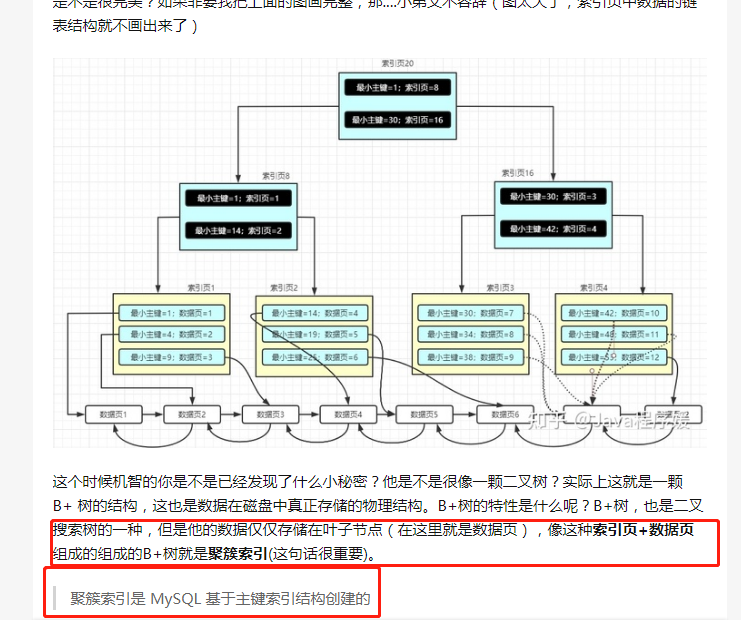 是不是很完美？如果非要我把上面的图画完整，那....小弟义不容辞（图太大了，索引页中数据的链
表结构就不画出来了）
索引页20
最小主键=1；索引页=8
最小主键=30；索引页=16
索引页8
最小主键=1；索引页=1
最小主键=14；索引页=2
索引页16
最小主键=30；索引页=3
最小主键=42；索引页=4
索引页1
最小主键=1；数据页=1
最小主键=4；数据页=2
最小主键=9；数据页=3
索引页2
最小主键=14；数据页=4
最小主键=19；数据页=5
最小主键=25；数据页=6
索引页3
最小主键=30；数据页=7
最小主键=34；数据页=8
最小主键=38；数据页=9
索引页4
最小主键=42；数据页=10
数据页=11
数据页=12
数据页1
数据页2
数据页3
数据页4
数据页5
数据页6
知乎 @Java程序媛
这个时候机智的你是不是已经发现了什么小秘密？他是不是很像一颗二叉树？实际上这就是一颗
B+ 树的结构，这也是数据在磁盘中真正存储的物理结构。B+树的特性是什么呢？B+树，也是二叉
搜索树的一种，但是他的数据仅仅存储在叶子节点（在这里就是数据页），像这种索引页+数据页
组成的组成的B+树就是聚簇索引(这句话很重要)。
聚簇索引是 MySQL 基于主键索引结构创建的